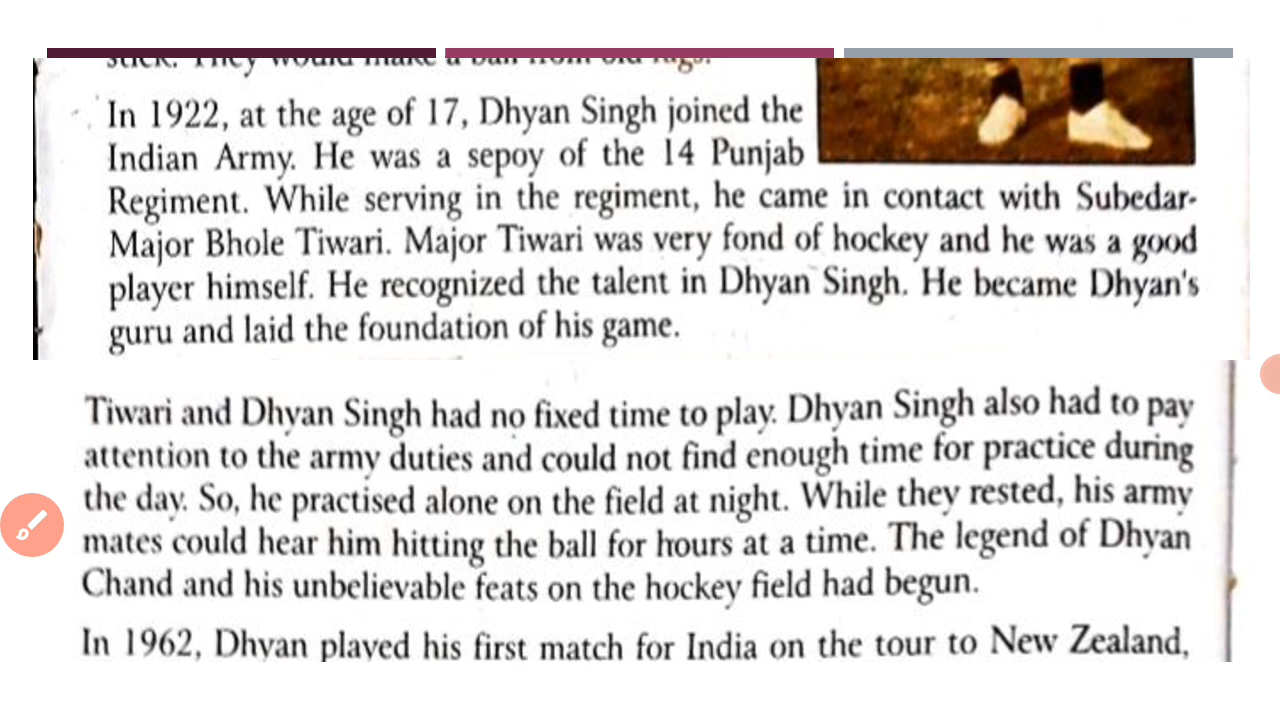 stick. They would make a ball from old rags.
In 1922, at the age of 17, Dhyan Singh joined the
Indian Army. He was a sepoy of the 14 Punjab
Regiment. While serving in the regiment, he came in contact with Subedar-
Major Bhole Tiwari. Major Tiwari was very fond of hockey and he was a good
player himself. He recognized the talent in Dhyan Singh. He became Dhyan's
guru and laid the foundation of his game.
Tiwari and Dhyan Singh had no fixed time to play. Dhyan Singh also had to pay
attention to the army duties and could not find enough time for practice during
the day. So, he practised alone on the field at night. While they rested, his army
mates could hear him hitting the ball for hours at a time. The legend of Dhyan
Chand and his unbelievable feats on the hockey field had begun.
In 1962, Dhyan played his first match for India on the tour to New Zealand,